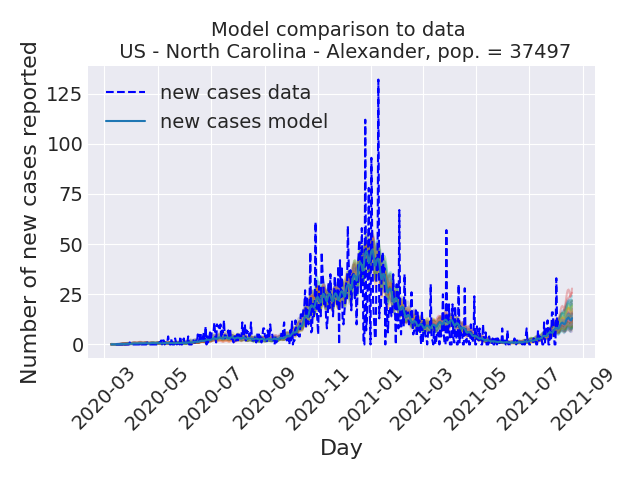 Model comparison to data
US - North Carolina - Alexander, pop. = 37497
Number of new cases reported
125
100
75
50
25
0
new cases data
new cases model
2020-03
2020-05
2020-07
2020-09
2020-11
2021-01
2021-03
2021-05
2021-07
2021-09
Day